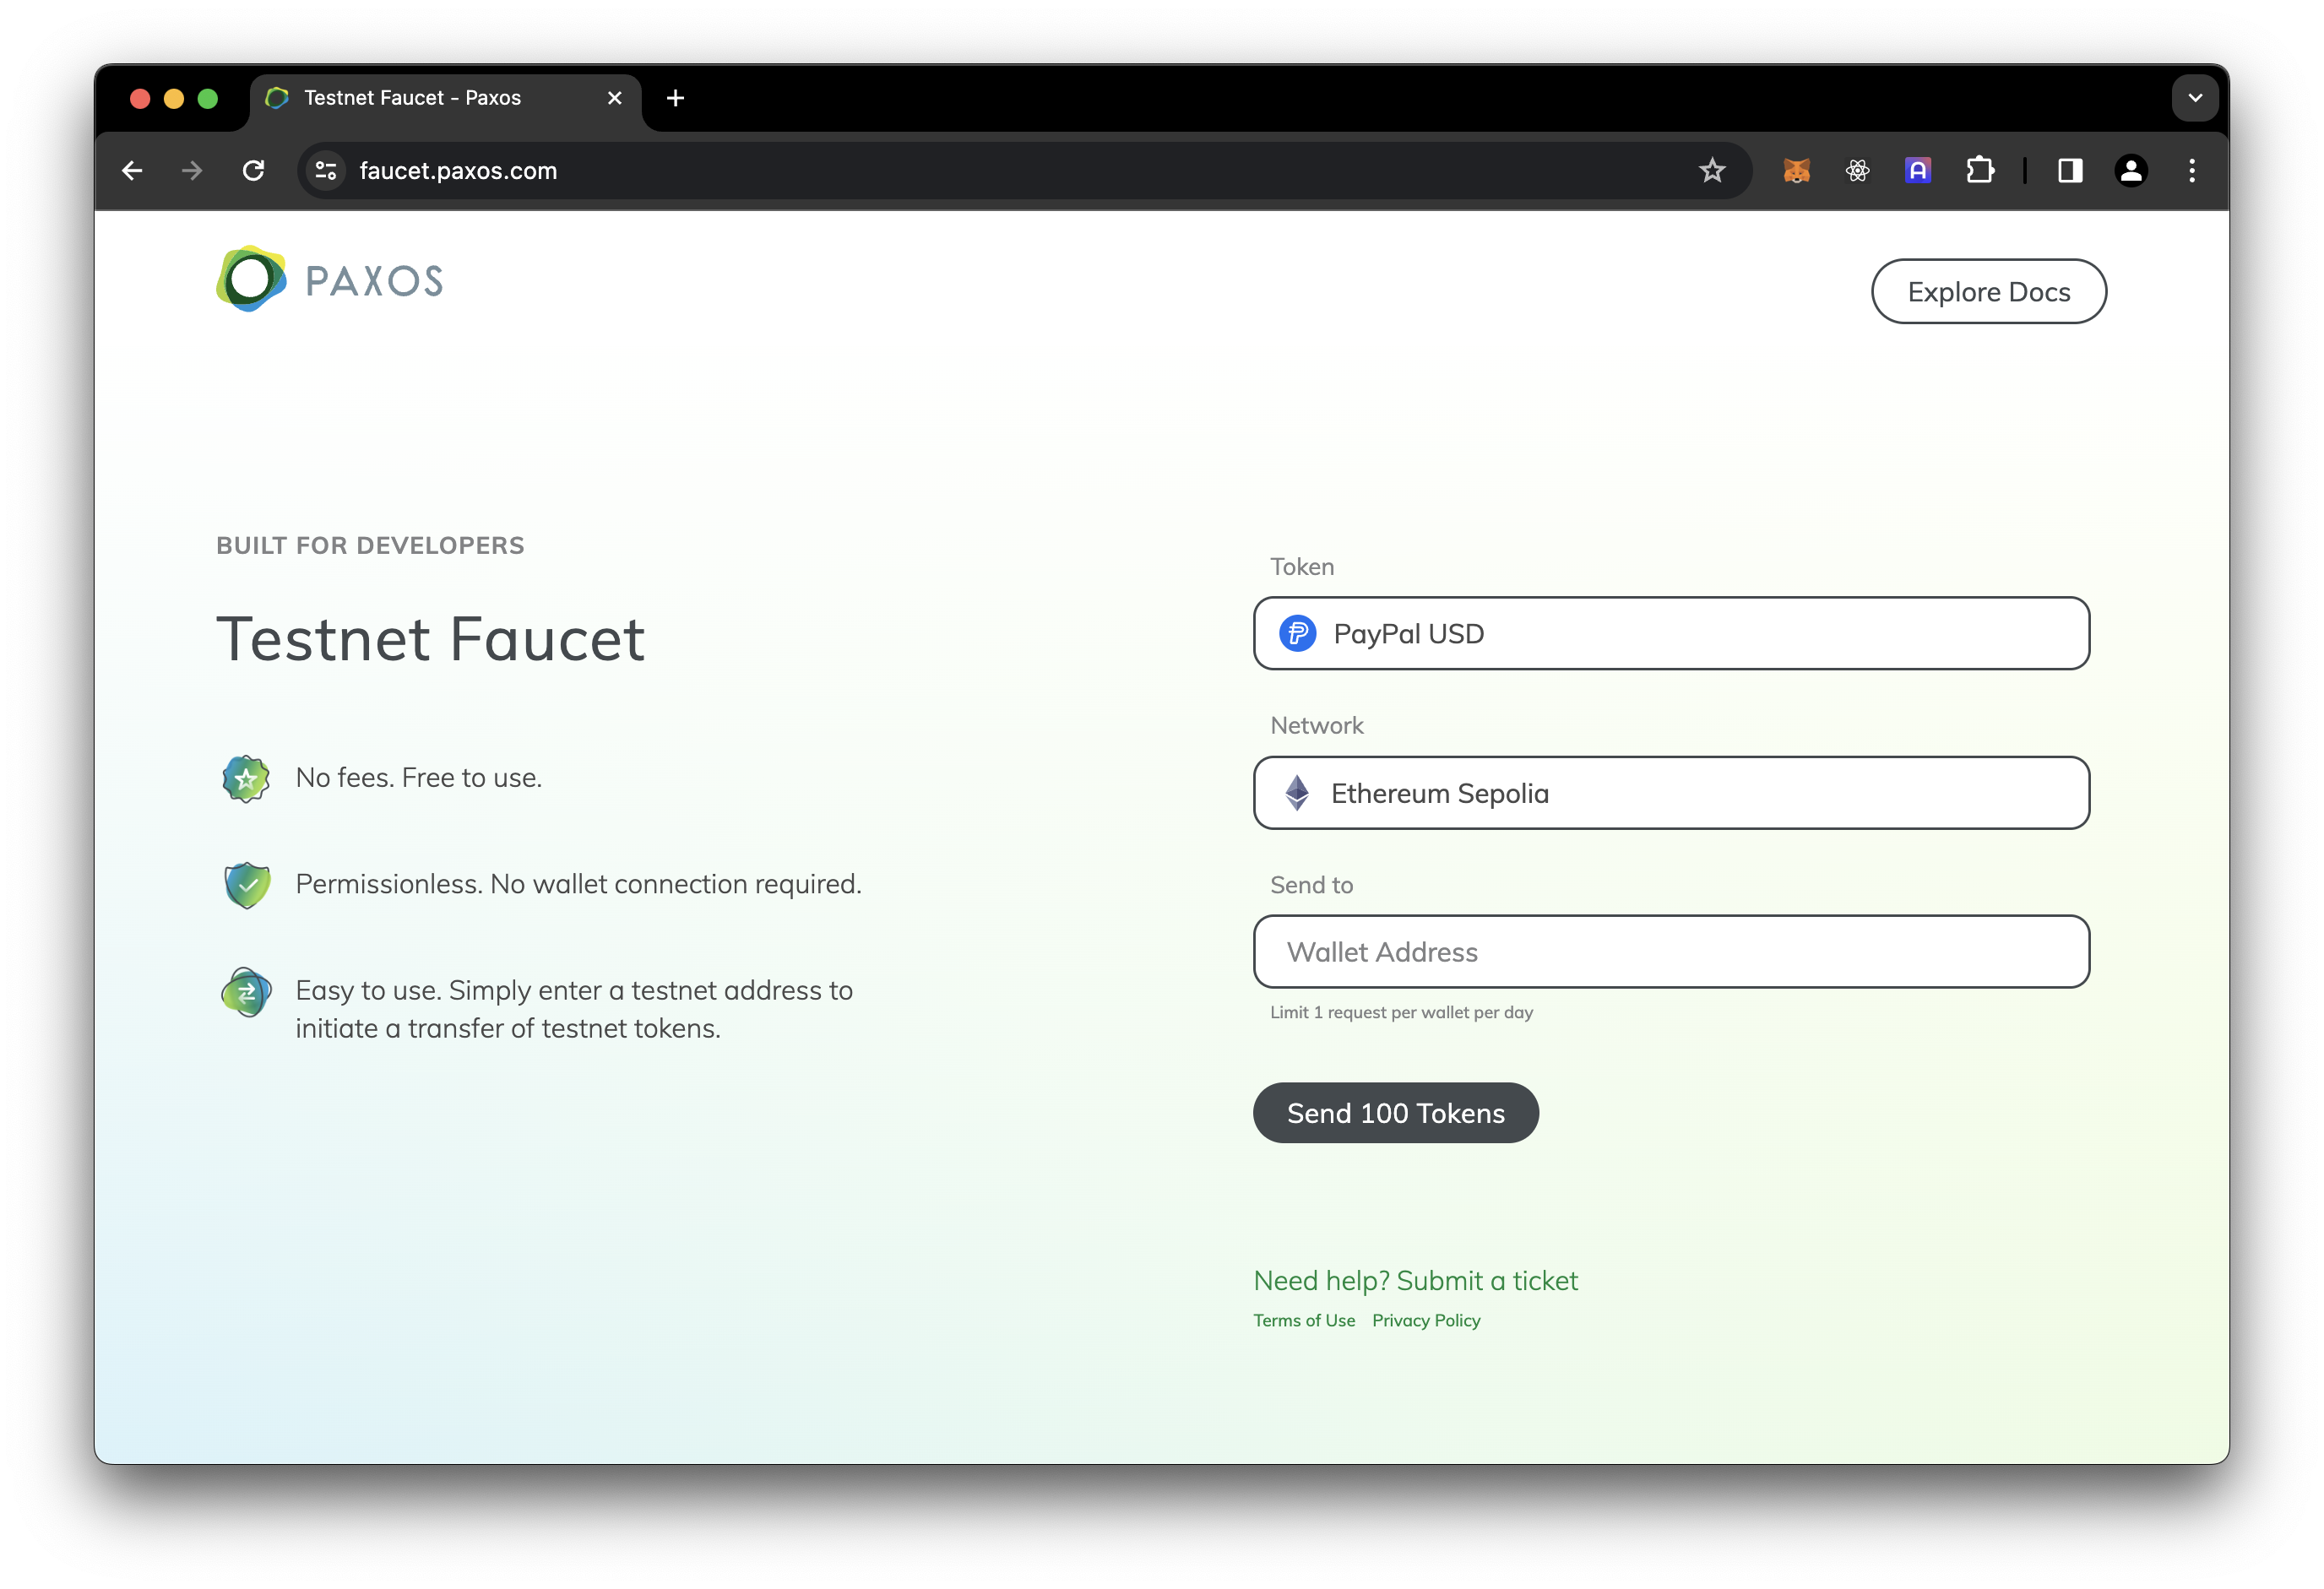 Testnet Faucet - Paxos
faucet.paxos.com
PAXOS
Explore Docs
BUILT FOR DEVELOPERS
Testnet Faucet
No fees. Free to use.
Permissionless. No wallet connection required.
Easy to use. Simply enter a testnet address to
initiate a transfer of testnet tokens.
Token
PayPal USD
Network
Ethereum Sepolia
Send to
Wallet Address
Limit 1 request per wallet per day
Send 100 Tokens
Need help? Submit a ticket
Terms of Use Privacy Policy